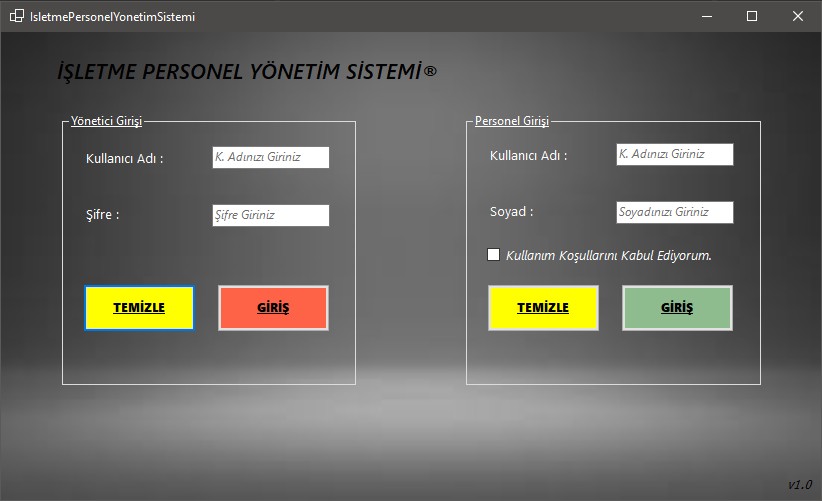 IsletmePersonelYonetimSistemi
İŞLETME PERSONEL YÖNETİM SİSTEMİ®
Yönetici Girişi
Kullanıcı Adı :
K. Adınızı Giriniz
Şifre :
Şifre Giriniz
TEMİZLE
GİRİŞ
Personel Girişi
Kullanıcı Adı :
K. Adınızı Giriniz
Soyad :
Soyadınızı Giriniz
Kullanım Koşullarını Kabul Ediyorum.
TEMİZLE
GİRİŞ
v1.0